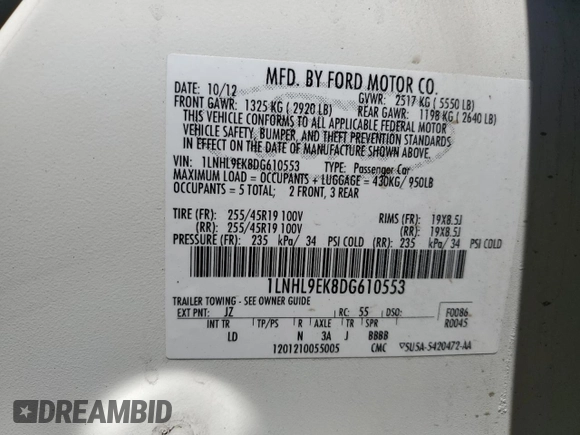 MFD. BY FORD MOTOR CO.
DATE: 10/12 GVWR: 2517 KG ( 5550 LB)
FRONT GAWR: 1325 KG ( 2920 LB) REAR GAWR: 1198 KG ( 2640 LB)
THIS VEHICLE CONFORMS TO ALL APPLICABLE FEDERAL MOTOR
VEHICLE SAFETY, BUMPER, AND THEFT PREVENTION STANDARDS
IN EFFECT ON THE DATE OF MANUFACTURE SHOWN ABOVE.
VIN: 1LNHL9EK8DG610553 TYPE: Passenger Car
MAXIMUM LOAD = OCCUPANTS + LUGGAGE = 430KG/ 950LB
OCCUPANTS = 5 TOTAL; 2 FRONT, 3 REAR
TIRE (FR): 255/45R19 100V RIMS (FR): 19X8.5J
(RR): 255/45R19 100V (RR): 19X8.5J
PRESSURE (FR): 235 kPa/ 34 PSI COLD (RR): 235 kPa/ 34 PSI COLD
1LNHL9EK8DG610553
TRAILER TOWING - SEE OWNER GUIDE
EXT PNT: JZ RC: 55 DSO: F0086
R0045
INT TR TP/PS R AXLE TR SPR
LD N 3A J BBBB
1201210055005 CMC 5U5A-5420472-AA
DREAMBID